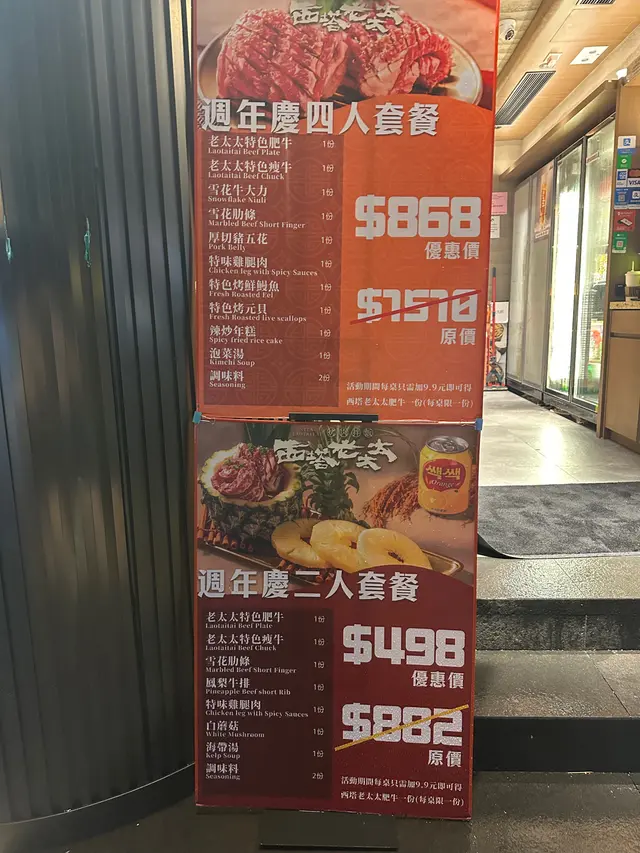 西塔老太太
週年慶四人套餐
老太太特色肥牛 1份
Laotaitai Beef Plate
老太太特色瘦牛 1份
Laotaitai Beef Chuck
雪花牛大力 1份
Snowflake Niuli
雪花肋條 1份
Marbled Beef Short Finger
厚切豬五花 1份
Pork Belly
特味雞腿肉 1份
Chicken leg with Spicy Sauces
特色烤鮮鰻魚 1份
Fresh Roasted Eel
特色烤元貝 1份
Fresh Roasted live scallops
辣炒年糕 1份
Spicy fried rice cake
泡菜湯 1份
Kimchi Soup
調味料 2份
Seasoning
$868
優惠價
$1510
原價
活動期間每桌只需加9.9元即可得
西塔老太太肥牛一份(每桌限一份)
西塔老太太
쌕쌕
Orange
週年慶二人套餐
老太太特色肥牛 1份
Laotaitai Beef Plate
老太太特色瘦牛 1份
Laotaitai Beef Chuck
雪花肋條 1份
Marbled Beef Short Finger
鳳梨牛排 1份
Pineapple Beef short Rib
特味雞腿肉 1份
Chicken leg with Spicy Sauces
白蘑菇 1份
White Mushroom
海帶湯 1份
Kelp Soup
調味料 2份
Seasoning
$498
優惠價
$882
原價
活動期間每桌只需加9.9元即可得
西塔老太太肥牛一份(每桌限一份)
VISA